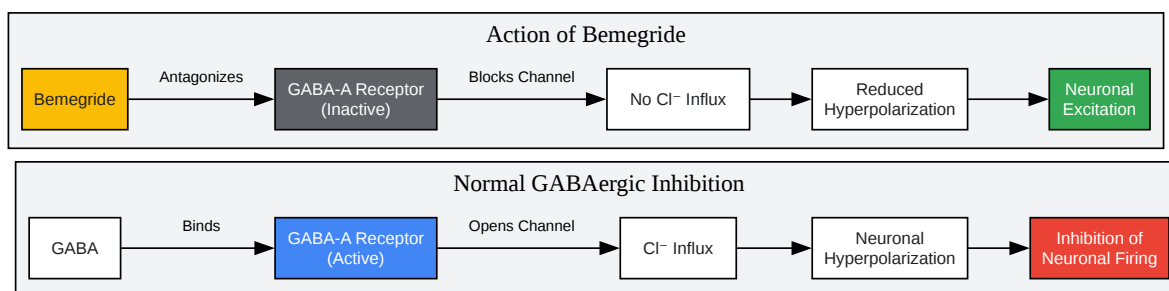 Action of Bemegride
Bemegride
Antagonizes
GABA-A Receptor
(Inactive)
Blocks Channel
No Cl⁻ Influx
Reduced
Hyperpolarization
Neuronal
Excitation
Normal GABAergic Inhibition
GABA
Binds
GABA-A Receptor
(Active)
Opens Channel
Cl⁻ Influx
Neuronal
Hyperpolarization
Inhibition of
Neuronal Firing